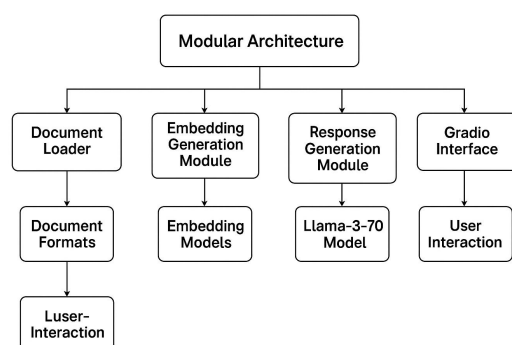 Modular Architecture
Document
Loader
Embedding
Generation
Module
Response
Generation
Module
Gradio
Interface
Document
Formats
Embedding
Models
Llama-3-70
Model
User
Interaction
Luser-
Interaction